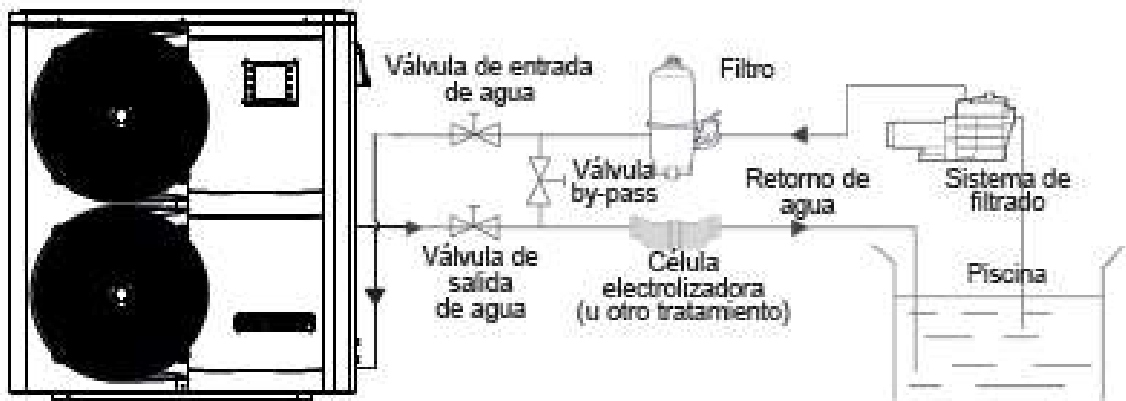 Válvula de entrada
de agua
Filtro
Válvula
by-pass
Retorno de
agua
Sistema de
filtrado
Válvula de
salida
de agua
Célula
electrolizadora
(u otro tratamiento)
Piscina